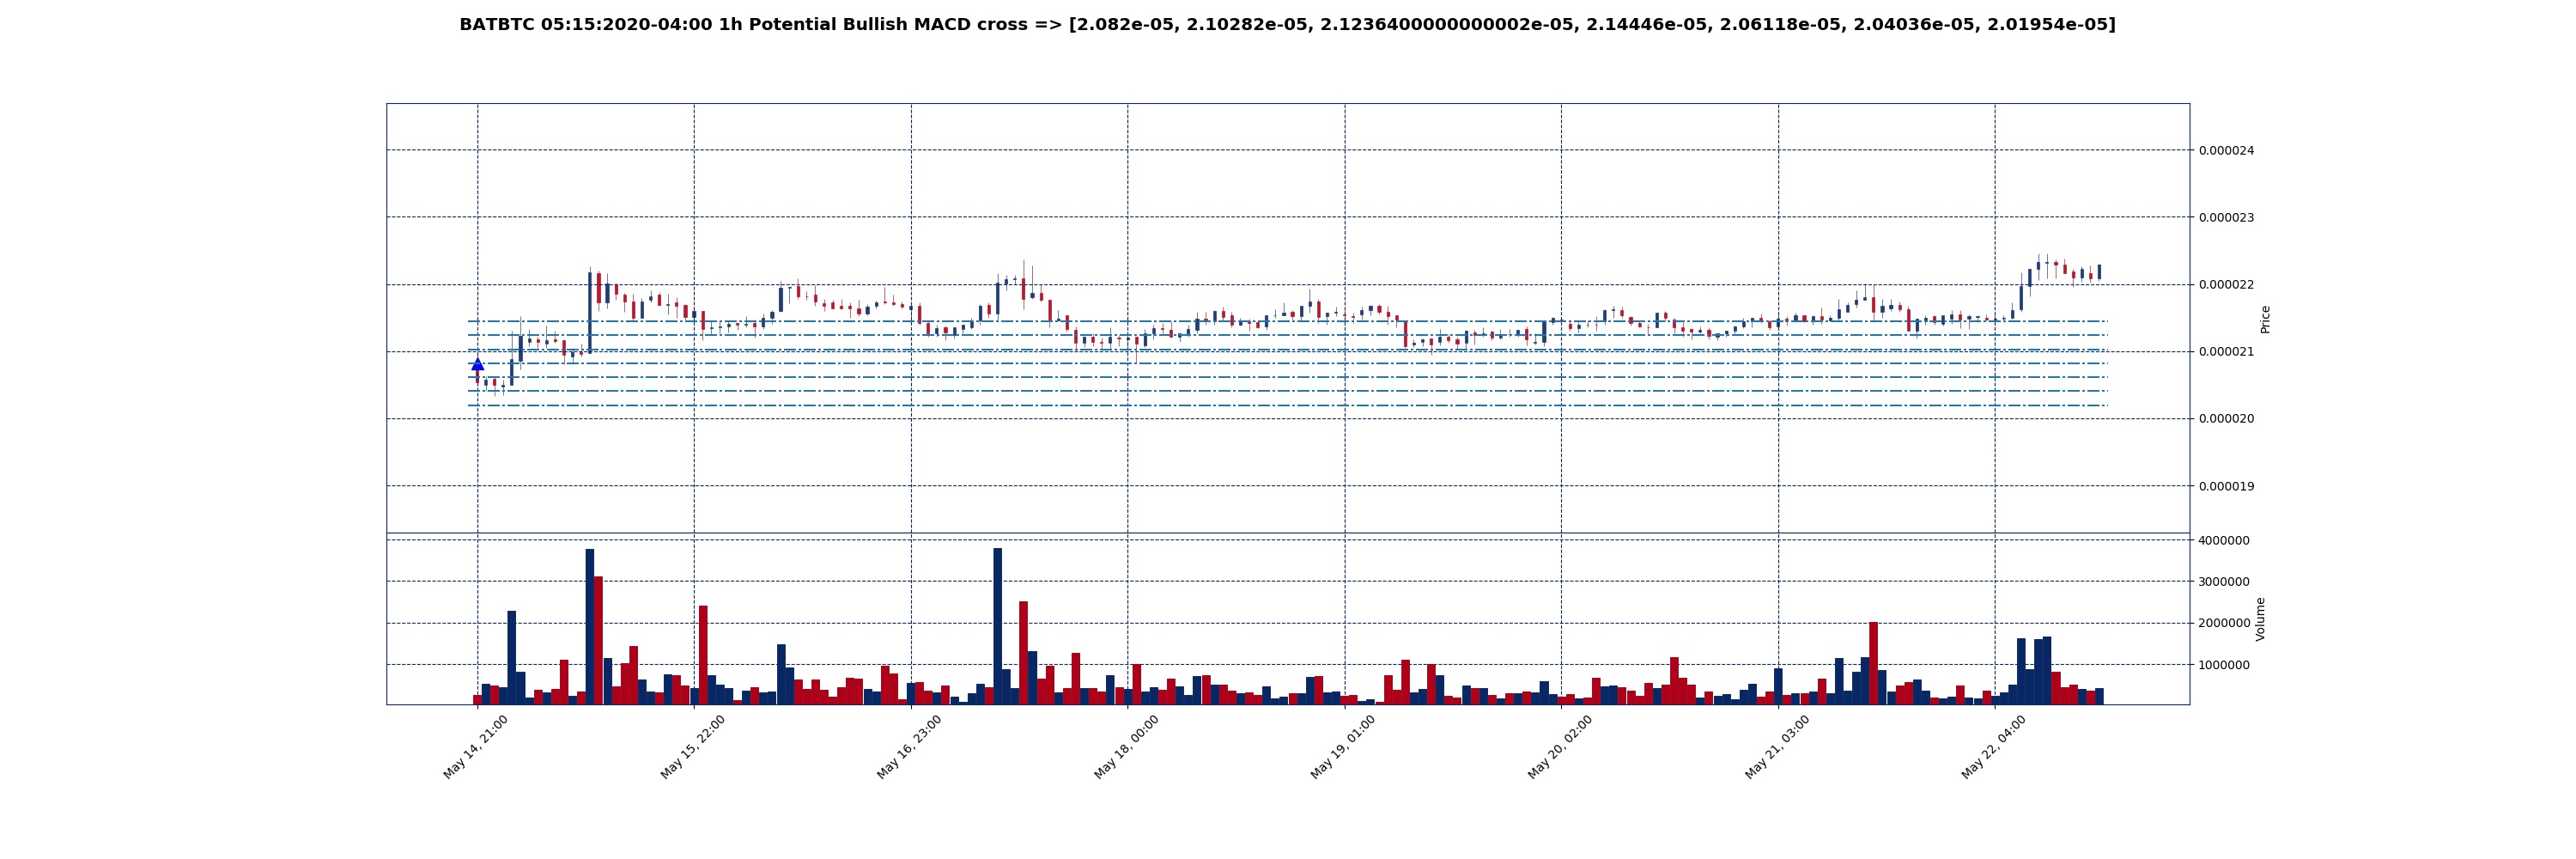 BATBTC 05:15:2020-04:00 1h Potential Bullish MACD cross => [2.082e-05, 2.10282e-05, 2.1236400000000002e-05, 2.14446e-05, 2.06118e-05, 2.04036e-05, 2.01954e-05]
0.000024
0.000023
0.000022
0.000021
0.000020
0.000019
Price
4000000
3000000
2000000
1000000
Volume
May 14, 21:00
May 15, 22:00
May 16, 23:00
May 18, 00:00
May 19, 01:00
May 20, 02:00
May 21, 03:00
May 22, 04:00